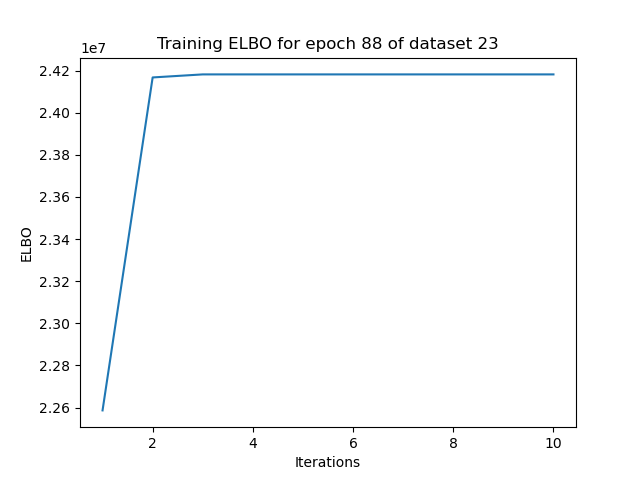 Training ELBO for epoch 88 of dataset 23
1e7
2.42
2.40
2.38
2.36
2.34
2.32
2.30
2.28
2.26
ELBO
2 4 6 8 10
Iterations